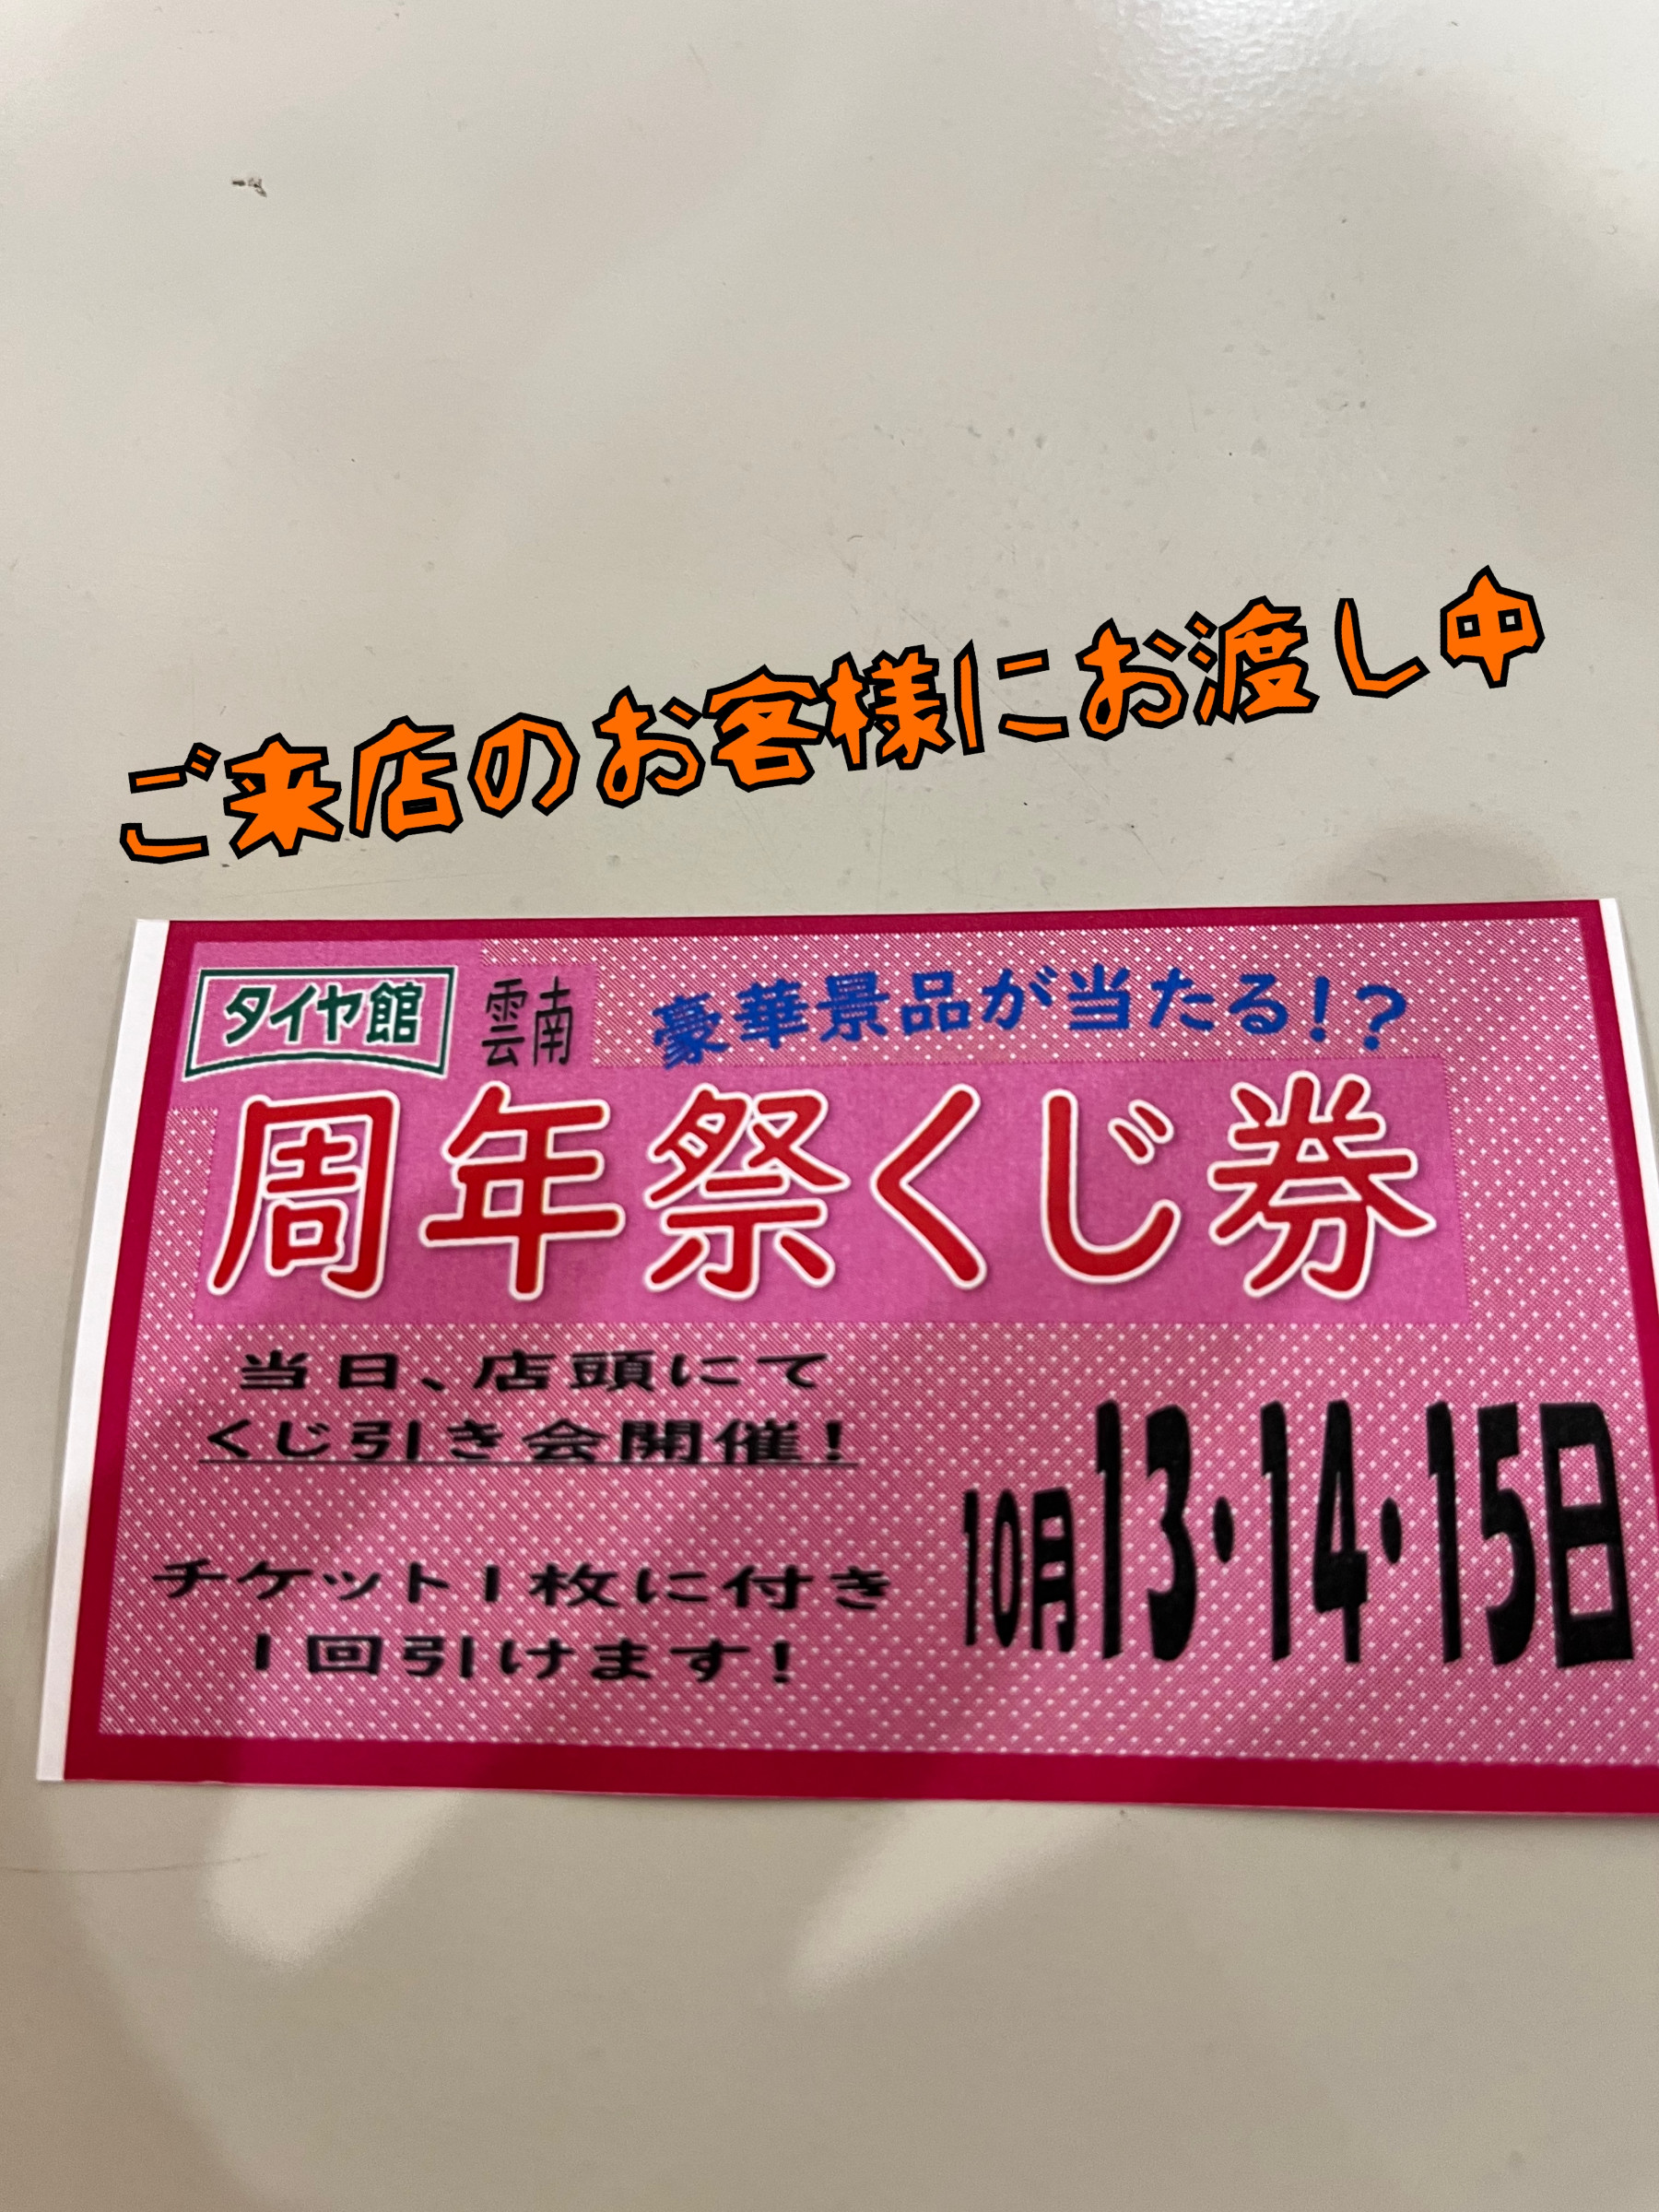 ご来店のお客様にお渡し中
タイヤ館 雲南 豪華景品が当たる!?
周年祭くじ券
当日、店頭にて
くじ引き会開催!
チケット1枚に付き
1回引けます!
10月13・14・15日